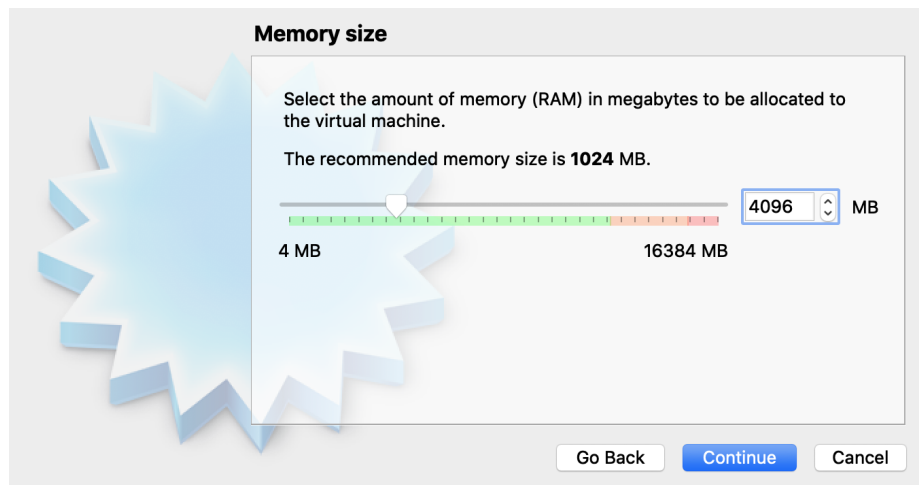 Memory size
Select the amount of memory (RAM) in megabytes to be allocated to
the virtual machine.
The recommended memory size is 1024 MB.
4096 MB
4 MB 16384 MB
Go Back Continue Cancel